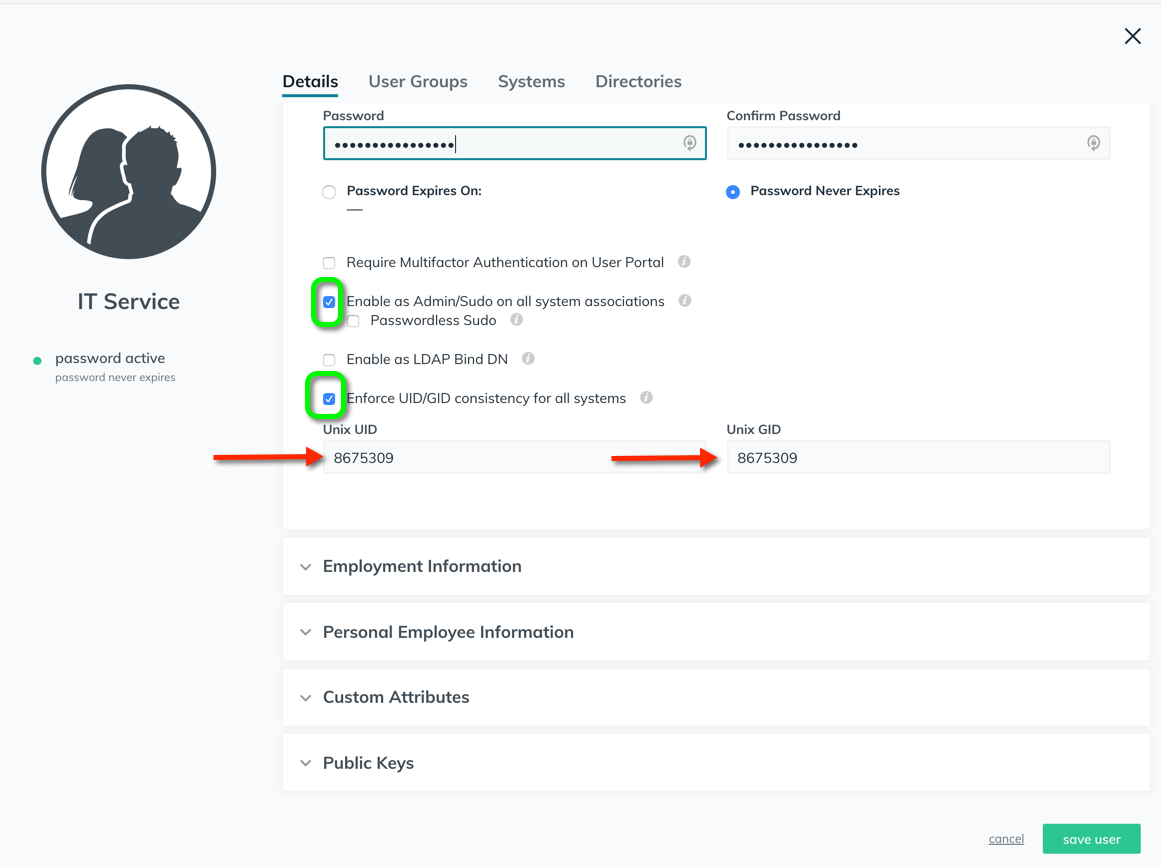 Details User Groups Systems Directories
Password Confirm Password
•••••••••••••••• ••••••••••••••••
Password Expires On: Password Never Expires
—
Require Multifactor Authentication on User Portal
IT Service
Enable as Admin/Sudo on all system associations
Passwordless Sudo
password active
password never expires
Enable as LDAP Bind DN
Enforce UID/GID consistency for all systems
Unix UID Unix GID
8675309 8675309
Employment Information
Personal Employee Information
Custom Attributes
Public Keys
cancel save user